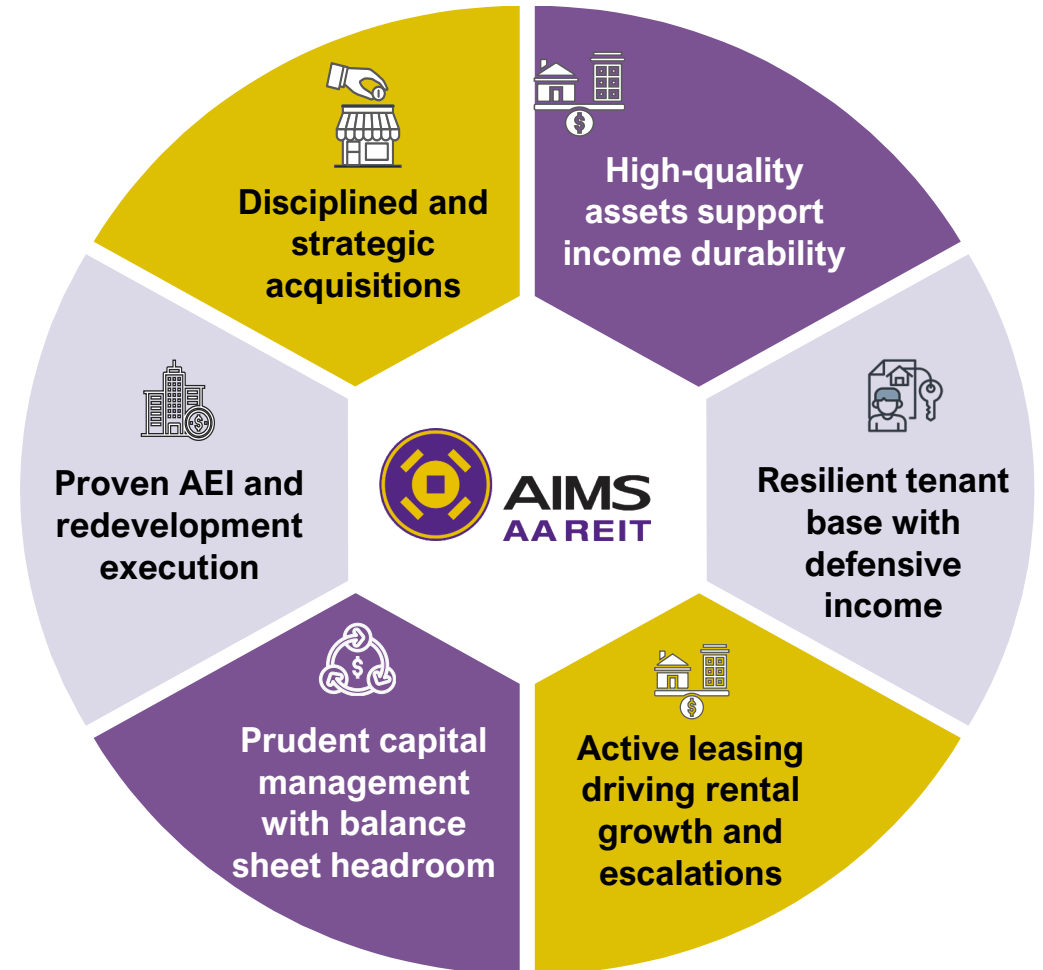 Disciplined and
strategic
acquisitions
High-quality
assets support
income durability
Proven AEI and
redevelopment
execution
AIMS
AA REIT
Resilient tenant
base with
defensive
income
Prudent capital
management
with balance
sheet headroom
Active leasing
driving rental
growth and
escalations